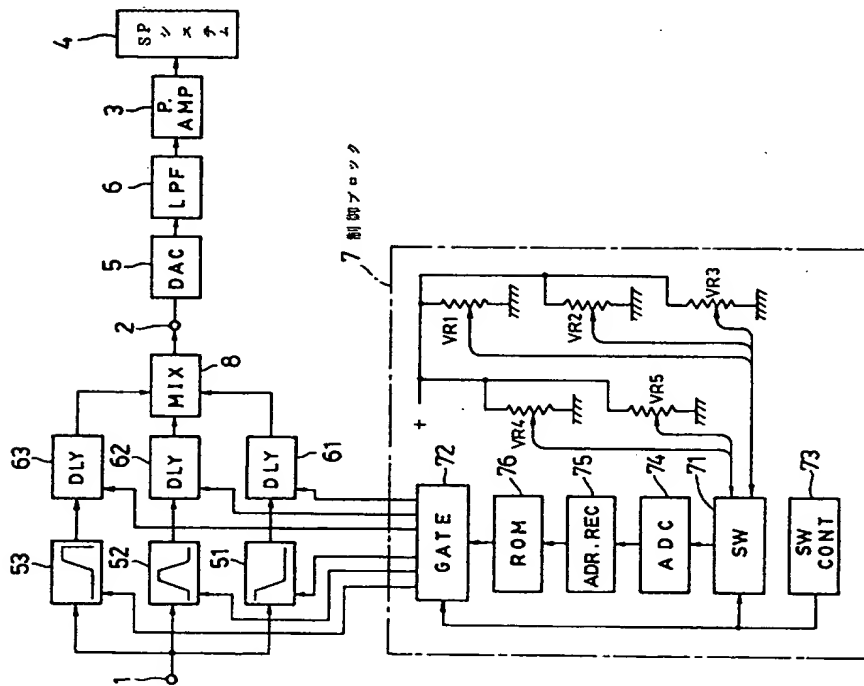 4
SP
システム
3
P.
AMP
6
LPF
5
DAC
2
8
MIX
63
DLY
62
DLY
61
DLY
53
52
51
1
7 制御ブロック
+
VR1
VR2
VR3
VR4
VR5
72
GATE
76
ROM
75
ADR.REC
74
ADC
71
SW
73
SW
CONT